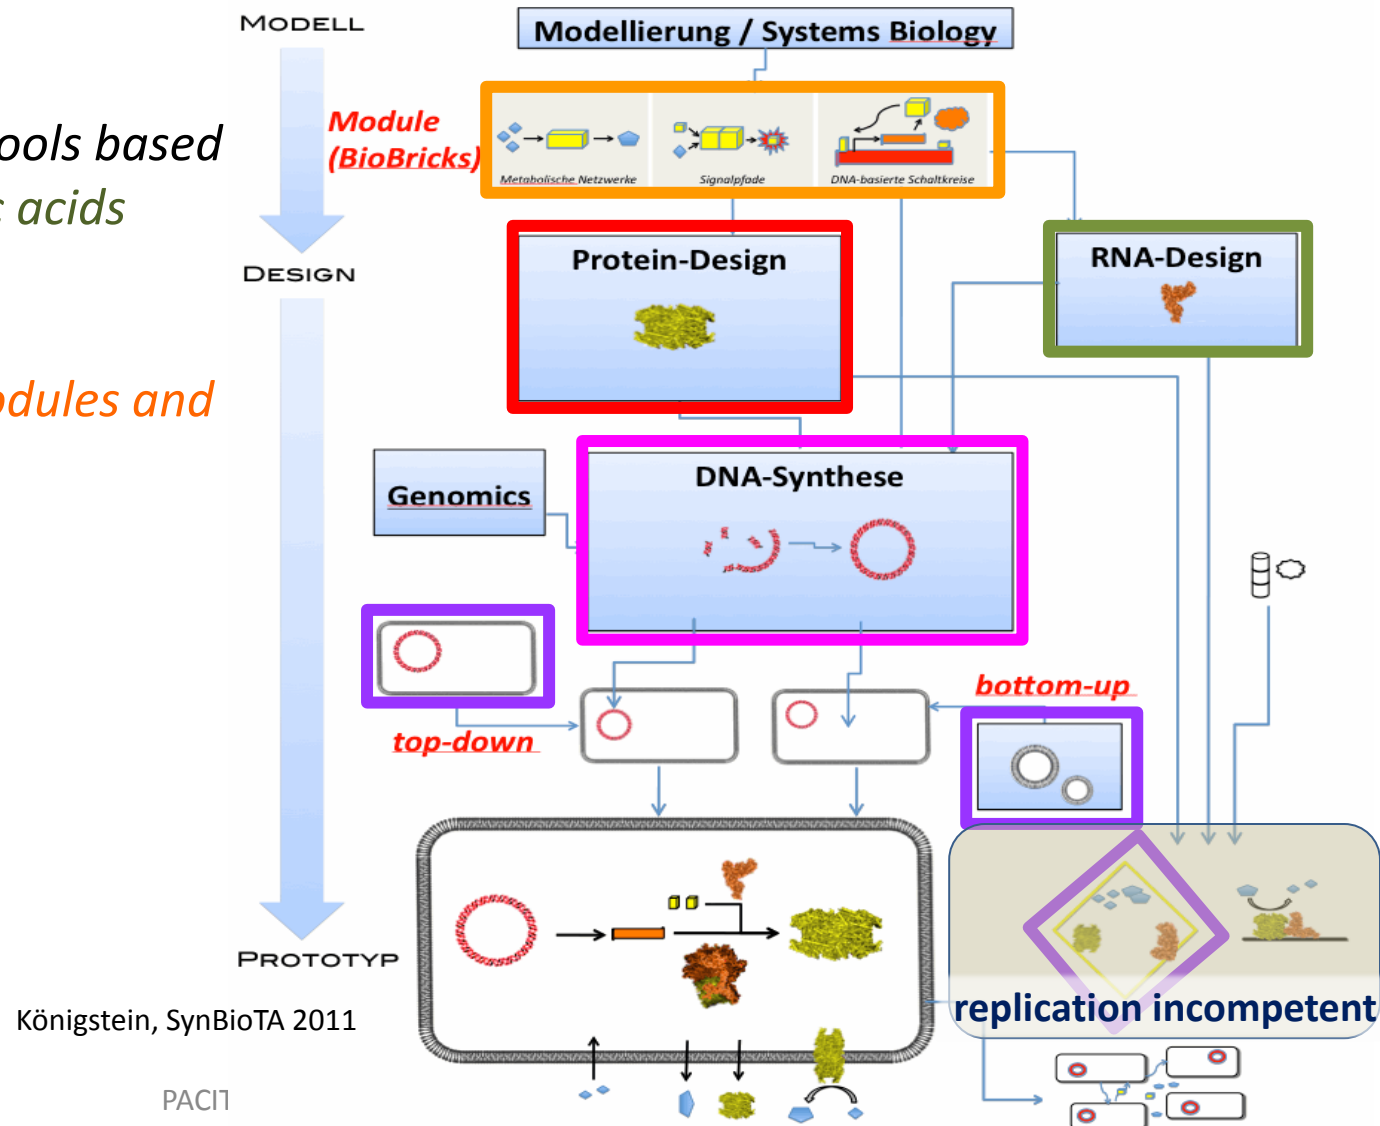 MODELL
Modellierung / Systems Biology
ools based
acids
Module
(BioBricks)
Metabolische Netzwerke
Signalpfade
DNA-basierte Schaltkreise
DESIGN
Protein-Design
RNA-Design
dules and
Genomics
DNA-Synthese
bottom-up
top-down
PROTOTYP
replication incompetent
Königstein, SynBioTA 2011
PACIT